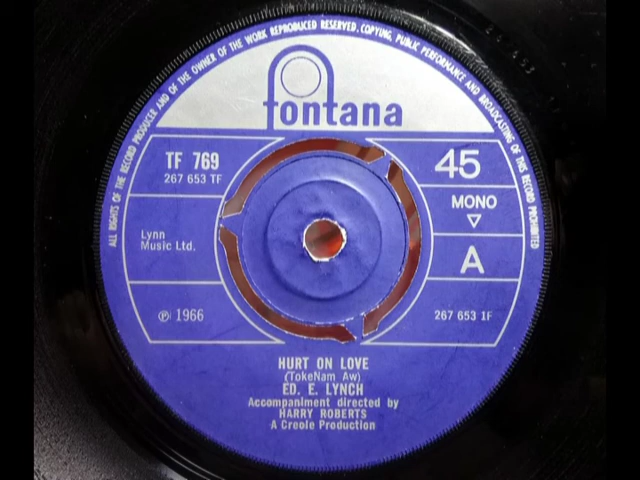 ALL RIGHTS OF THE RECORD PRODUCER AND OF THE OWNER OF THE WORK REPRODUCED RESERVED. COPYING, PUBLIC PERFORMANCE AND BROADCASTING OF THIS RECORD PROHIBITED
fontana
TF 769
267 653 TF
45
MONO
Lynn
Music Ltd.
A
℗ 1966
267 653 1F
HURT ON LOVE
(TokeNam Aw)
ED. E. LYNCH
Accompaniment directed by
HARRY ROBERTS
A Creole Production